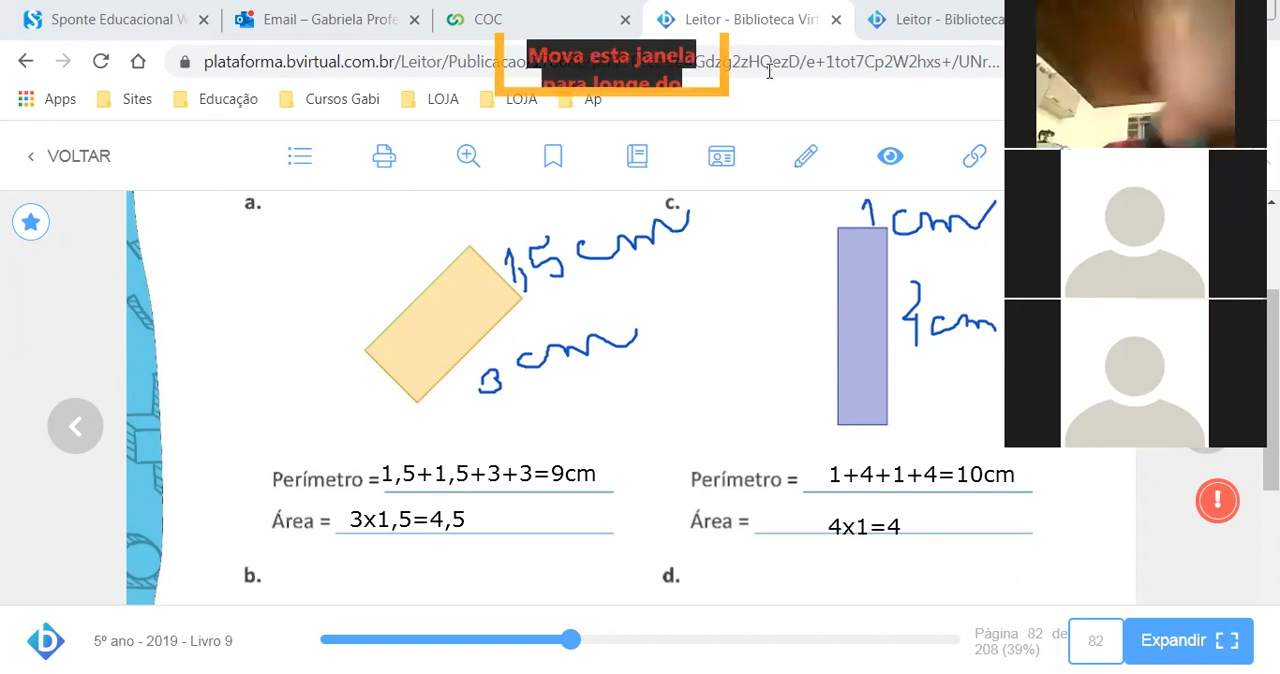 Sponte Educacional W
Email – Gabriela Profe
COC
Leitor - Biblioteca Virt
Leitor - Biblioteca
Mova esta janela
para longe do
plataforma.bvirtual.com.br/Leitor/Publicacao
Gdzg2zHQezD/e+1tot7Cp2W2hxs+/UNr...
Apps
Sites
Educação
Cursos Gabi
LOJA
LOJA
Ap
VOLTAR
a.
c.
1,5 cm
3 cm
1 cm
4 cm
Perímetro = 1,5+1,5+3+3=9cm
Área = 3x1,5=4,5
Perímetro = 1+4+1+4=10cm
Área = 4x1=4
b.
d.
5º ano - 2019 - Livro 9
Página 82 de
208 (39%)
82
Expandir